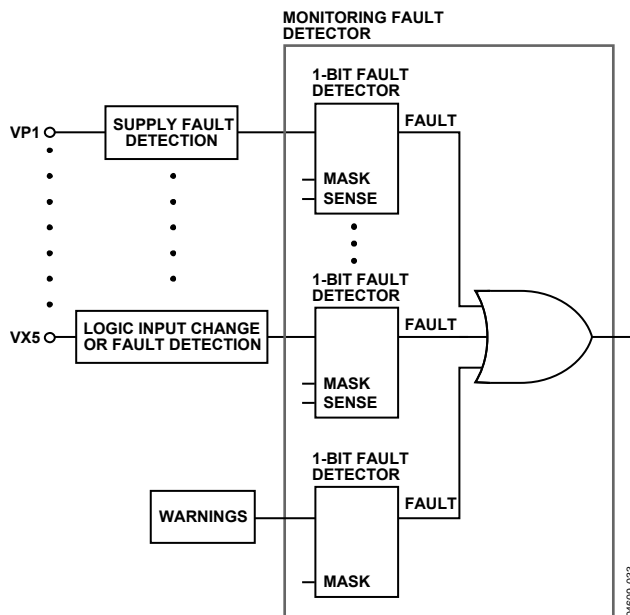 MONITORING FAULT
DETECTOR
1-BIT FAULT
DETECTOR
VP1
SUPPLY FAULT
DETECTION
FAULT
MASK
SENSE
1-BIT FAULT
DETECTOR
VX5
LOGIC INPUT CHANGE
OR FAULT DETECTION
FAULT
MASK
SENSE
1-BIT FAULT
DETECTOR
WARNINGS
FAULT
MASK